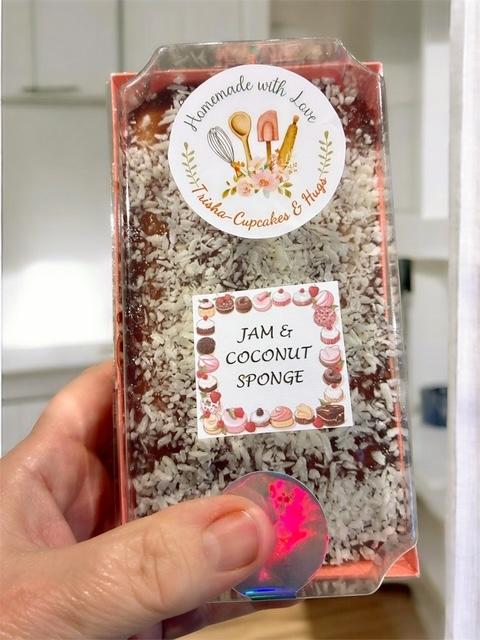 Homemade with Love
Trisha-Cupcakes & Hugs
JAM &
COCONUT
SPONGE